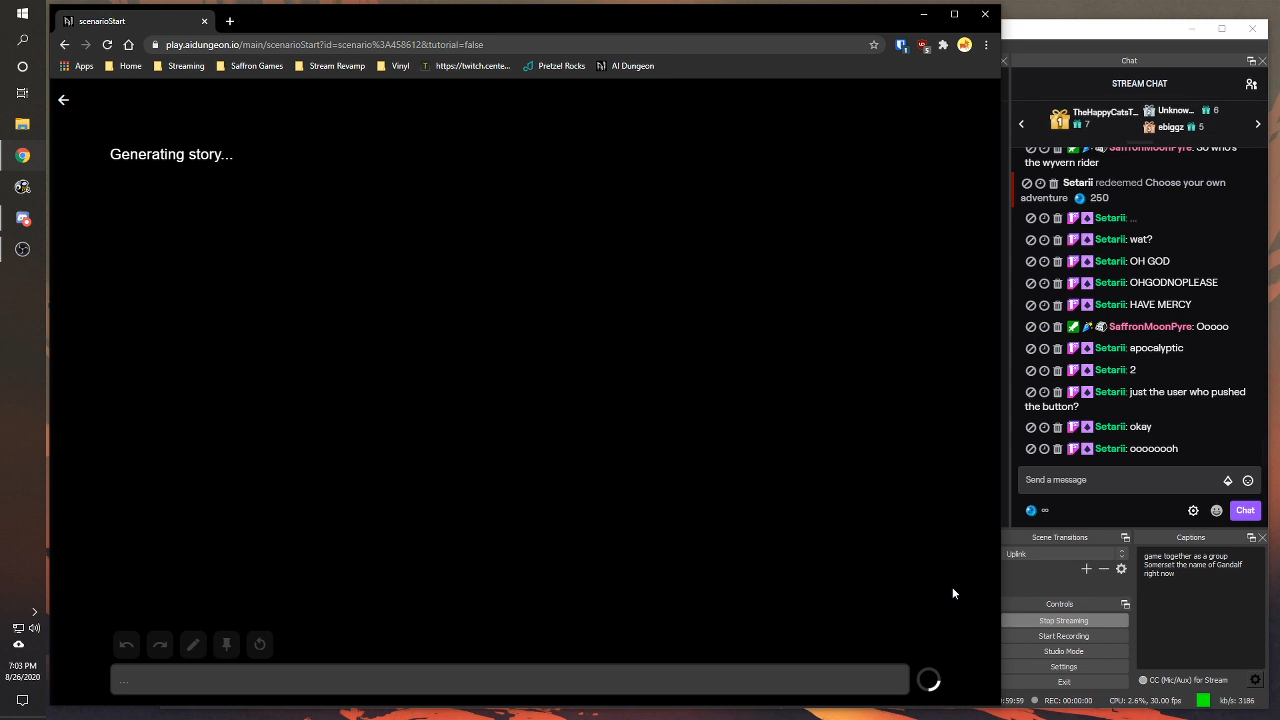 scenarioStart
play.aidungeon.io/main/scenarioStart?id=scenario%3A458612&tutorial=false
Apps
Home
Streaming
Saffron Games
Stream Revamp
Vinyl
https://twitch.cente...
Pretzel Rocks
AI Dungeon
Generating story...
...
7:03 PM
8/26/2020
Chat
STREAM CHAT
TheHappyCatsT...
7
Unknow...
6
ebiggz
5
SaffronMoonPyre: So who's
the wyvern rider
Setarii redeemed Choose your own
adventure 250
Setarii: ...
Setarii: wat?
Setarii: OH GOD
Setarii: OHGODNOPLEASE
Setarii: HAVE MERCY
SaffronMoonPyre: Ooooo
Setarii: apocalyptic
Setarii: 2
Setarii: just the user who pushed
the button?
Setarii: okay
Setarii: oooooooh
Send a message
∞
Chat
Scene Transitions
Uplink
Controls
Stop Streaming
Start Recording
Studio Mode
Settings
Exit
Captions
game together as a group
Somerset the name of Gandalf
right now
CC (Mic/Aux) for Stream
:59:59
REC: 00:00:00
CPU: 2.6%, 30.00 fps
kb/s: 3186